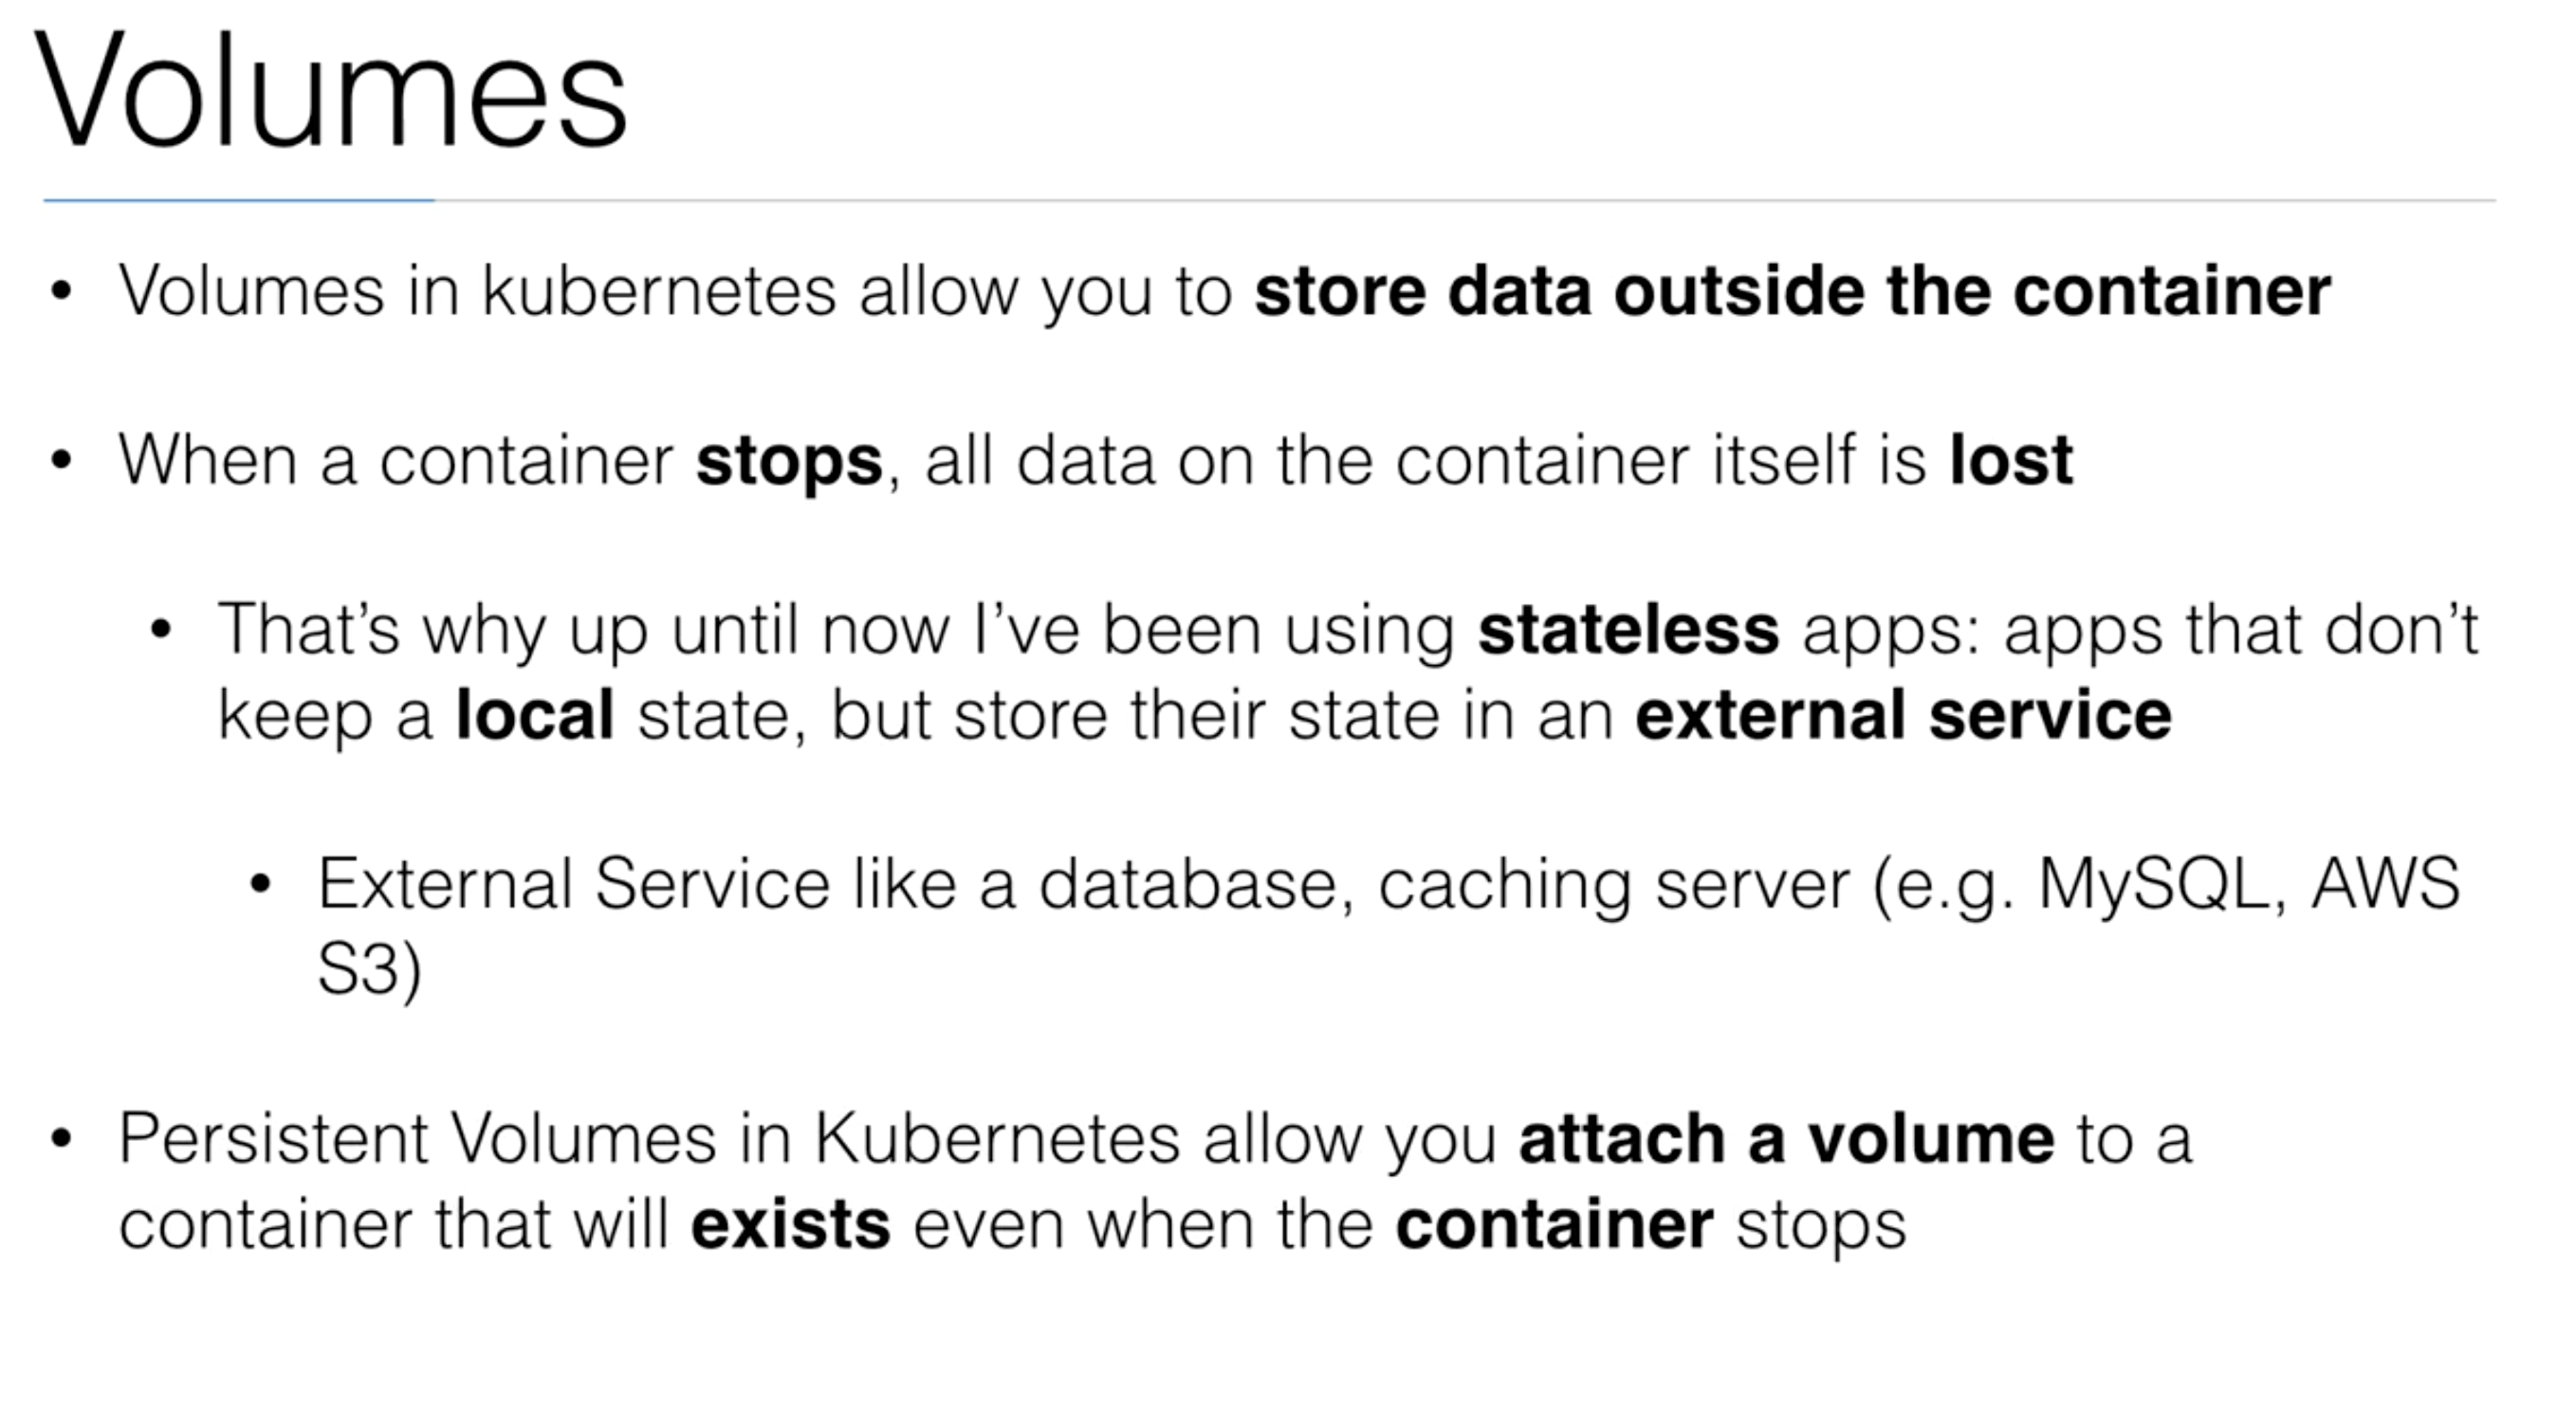 Volumes
• Volumes in kubernetes allow you to store data outside the container
• When a container stops, all data on the container itself is lost
• That’s why up until now I’ve been using stateless apps: apps that don’t
keep a local state, but store their state in an external service
• External Service like a database, caching server (e.g. MySQL, AWS
S3)
• Persistent Volumes in Kubernetes allow you attach a volume to a
container that will exists even when the container stops